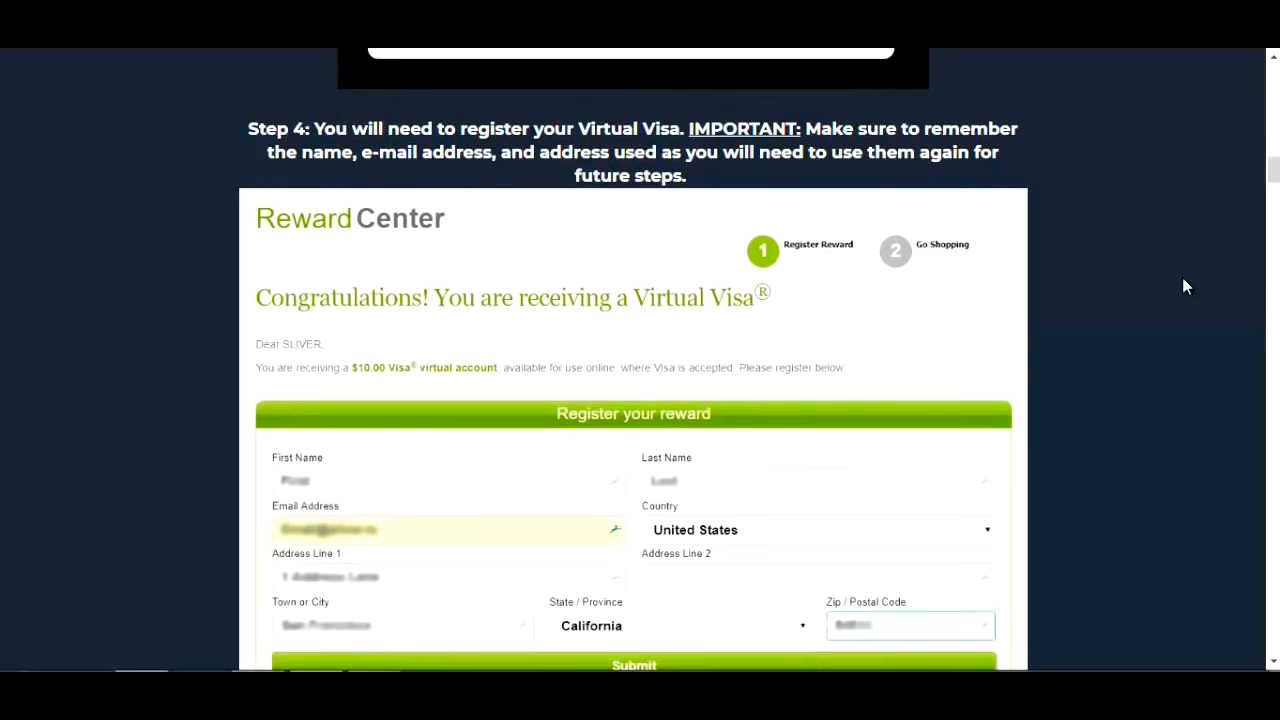 Step 4: You will need to register your Virtual Visa. IMPORTANT: Make sure to remember
the name, e-mail address, and address used as you will need to use them again for
future steps.
Reward Center
1 Register Reward 2 Go Shopping
Congratulations! You are receiving a Virtual Visa®
Dear SLIVER,
You are receiving a $10.00 Visa® virtual account, available for use online, where Visa is accepted. Please register below
Register your reward
First Name Last Name
Email Address Country
United States
Address Line 1 Address Line 2
Town or City State / Province Zip / Postal Code
California
Submit